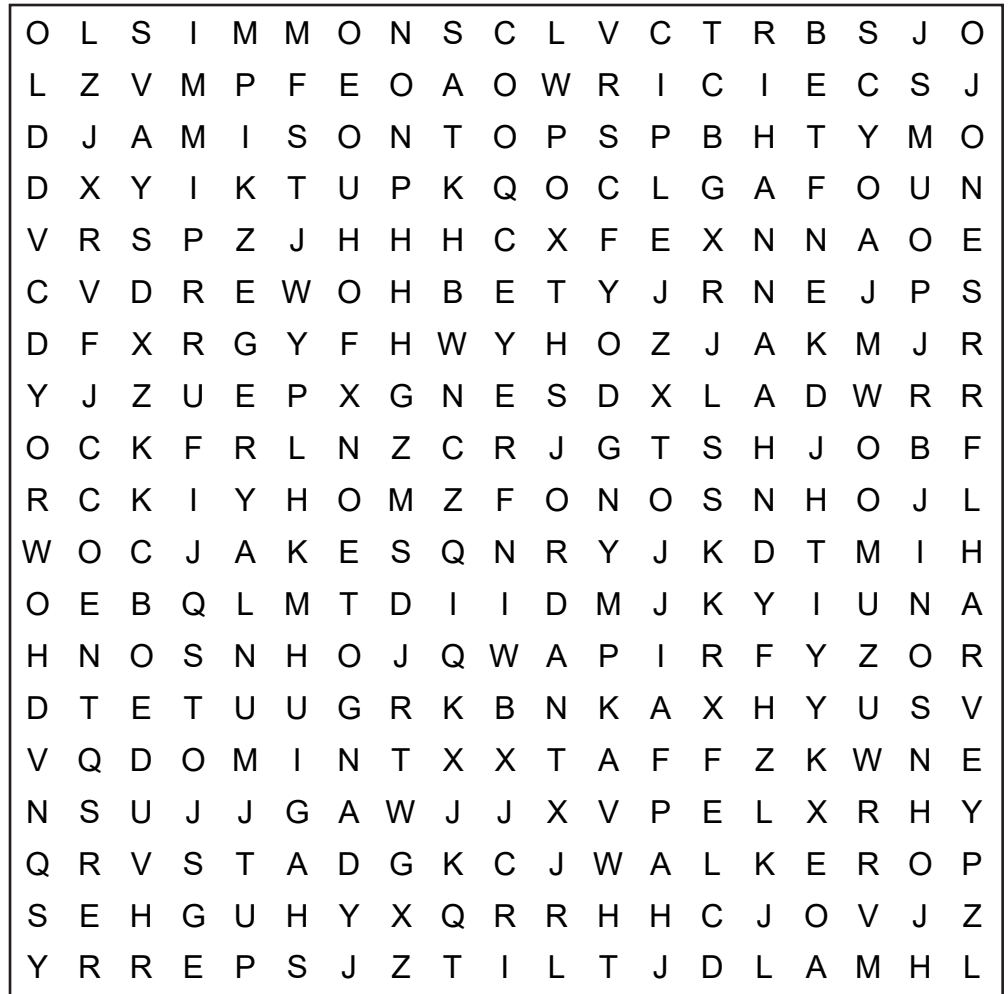 O L S I M M O N S C L V C T R B S J O
L Z V M P F E O A O W R I C I E C S J
D J A M I S O N T O P S P B H T Y M O
D X Y I K T U P K Q O C L G A F O U N
V R S P Z J H H H C X F E X N N A O E
C V D R E W O H B E T Y J R N E J P S
D F X R G Y F H W Y H O Z J A K M J R
Y J Z U E P X G N E S D X L A D W R R
O C K F R L N Z C R J G T S H J O B F
R C K I Y H O M Z F O N O S N H O J L
W O C J A K E S Q N R Y J K D T M I H
O E B Q L M T D I I D M J K Y I U N A
H N O S N H O J Q W A P I R F Y Z O R
D T E T U U G R K B N K A X H Y U S V
V Q D O M I N T X X T A F F Z K W N E
N S U J J G A W J J X V P E L X R H Y
Q R V S T A D G K C J W A L K E R O P
S E H G U H Y X Q R R H H C J O V J Z
Y R R E P S J Z T I L T J D L A M H L